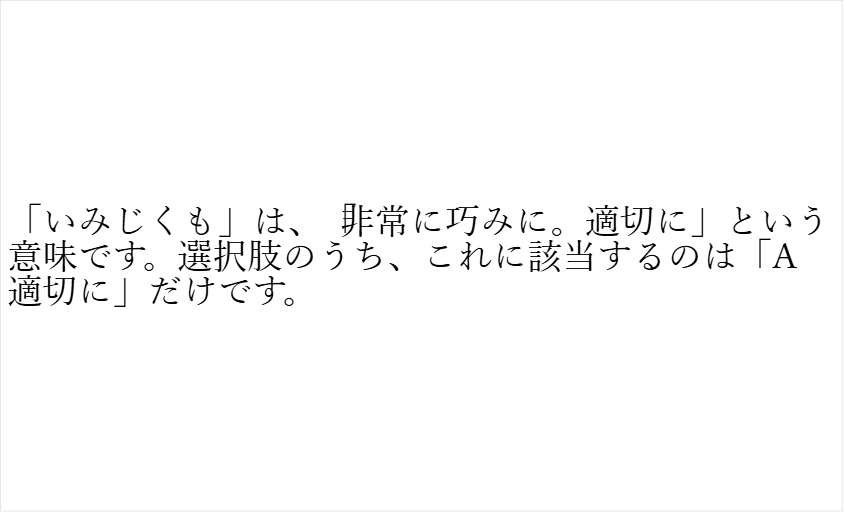 「いみじくも」は、「非常に巧みに。適切に」という
意味です。選択肢のうち、これに該当するのは「A
適切に」だけです。